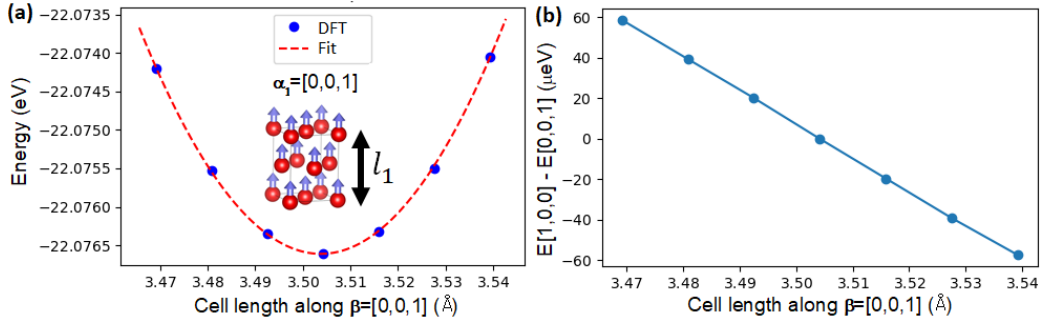 (a)
−22.0740
−22.0745
−22.0750
−22.0755
−22.0760
−22.0765
Energy (eV)
DFT
Fit
α1=[0,0,1]
l1
3.47 3.48 3.49 3.50 3.51 3.52 3.53 3.54
Cell length along β=[0,0,1] (Å)
(b)
60
40
20
0
−20
−40
−60
E[1,0,0] - E[0,0,1] (μeV)
3.47 3.48 3.49 3.50 3.51 3.52 3.53 3.54
Cell length along β=[0,0,1] (Å)